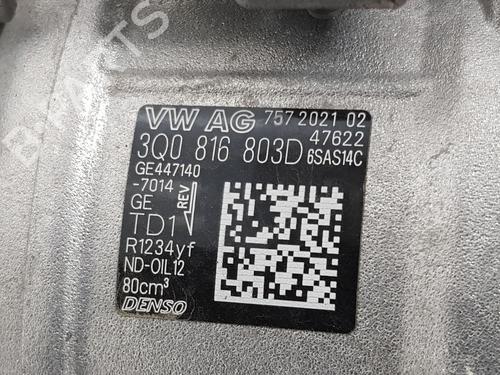 VW AG 757 2021 02
47622
3Q0 816 803D 6SAS14C
GE447140
-7014
GE REV
TD1
R1234yf
ND-OIL12
80cm³
DENSO